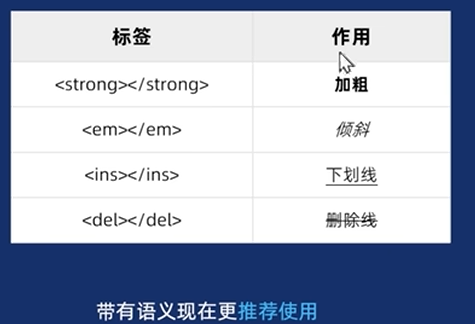 标签 作用
<strong></strong> 加粗
<em></em> 倾斜
<ins></ins> 下划线
<del></del> 删除线
带有语义现在更推荐使用